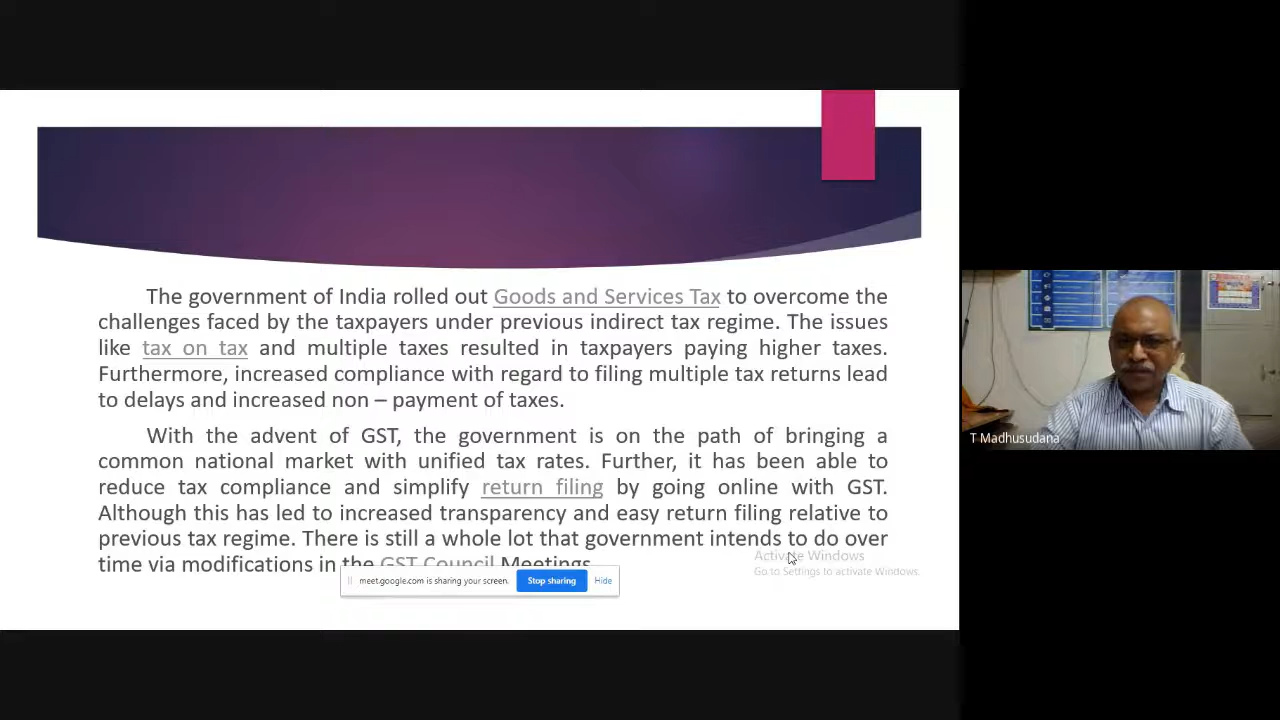 The government of India rolled out Goods and Services Tax to overcome the
challenges faced by the taxpayers under previous indirect tax regime. The issues
like tax on tax and multiple taxes resulted in taxpayers paying higher taxes.
Furthermore, increased compliance with regard to filing multiple tax returns lead
to delays and increased non – payment of taxes.
With the advent of GST, the government is on the path of bringing a
common national market with unified tax rates. Further, it has been able to
reduce tax compliance and simplify return filing by going online with GST.
Although this has led to increased transparency and easy return filing relative to
previous tax regime. There is still a whole lot that government intends to do over
time via modifications in the GST Council Meetings
Activate Windows
Go to Settings to activate Windows.
meet.google.com is sharing your screen.
Stop sharing
Hide
T Madhusudana